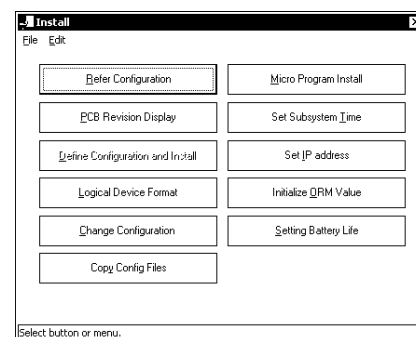 Install
File Edit
Refer Configuration
Micro Program Install
PCB Revision Display
Set Subsystem Time
Define Configuration and Install
Set IP address
Logical Device Format
Initialize ORM Value
Change Configuration
Setting Battery Life
Copy Config Files
Select button or menu.